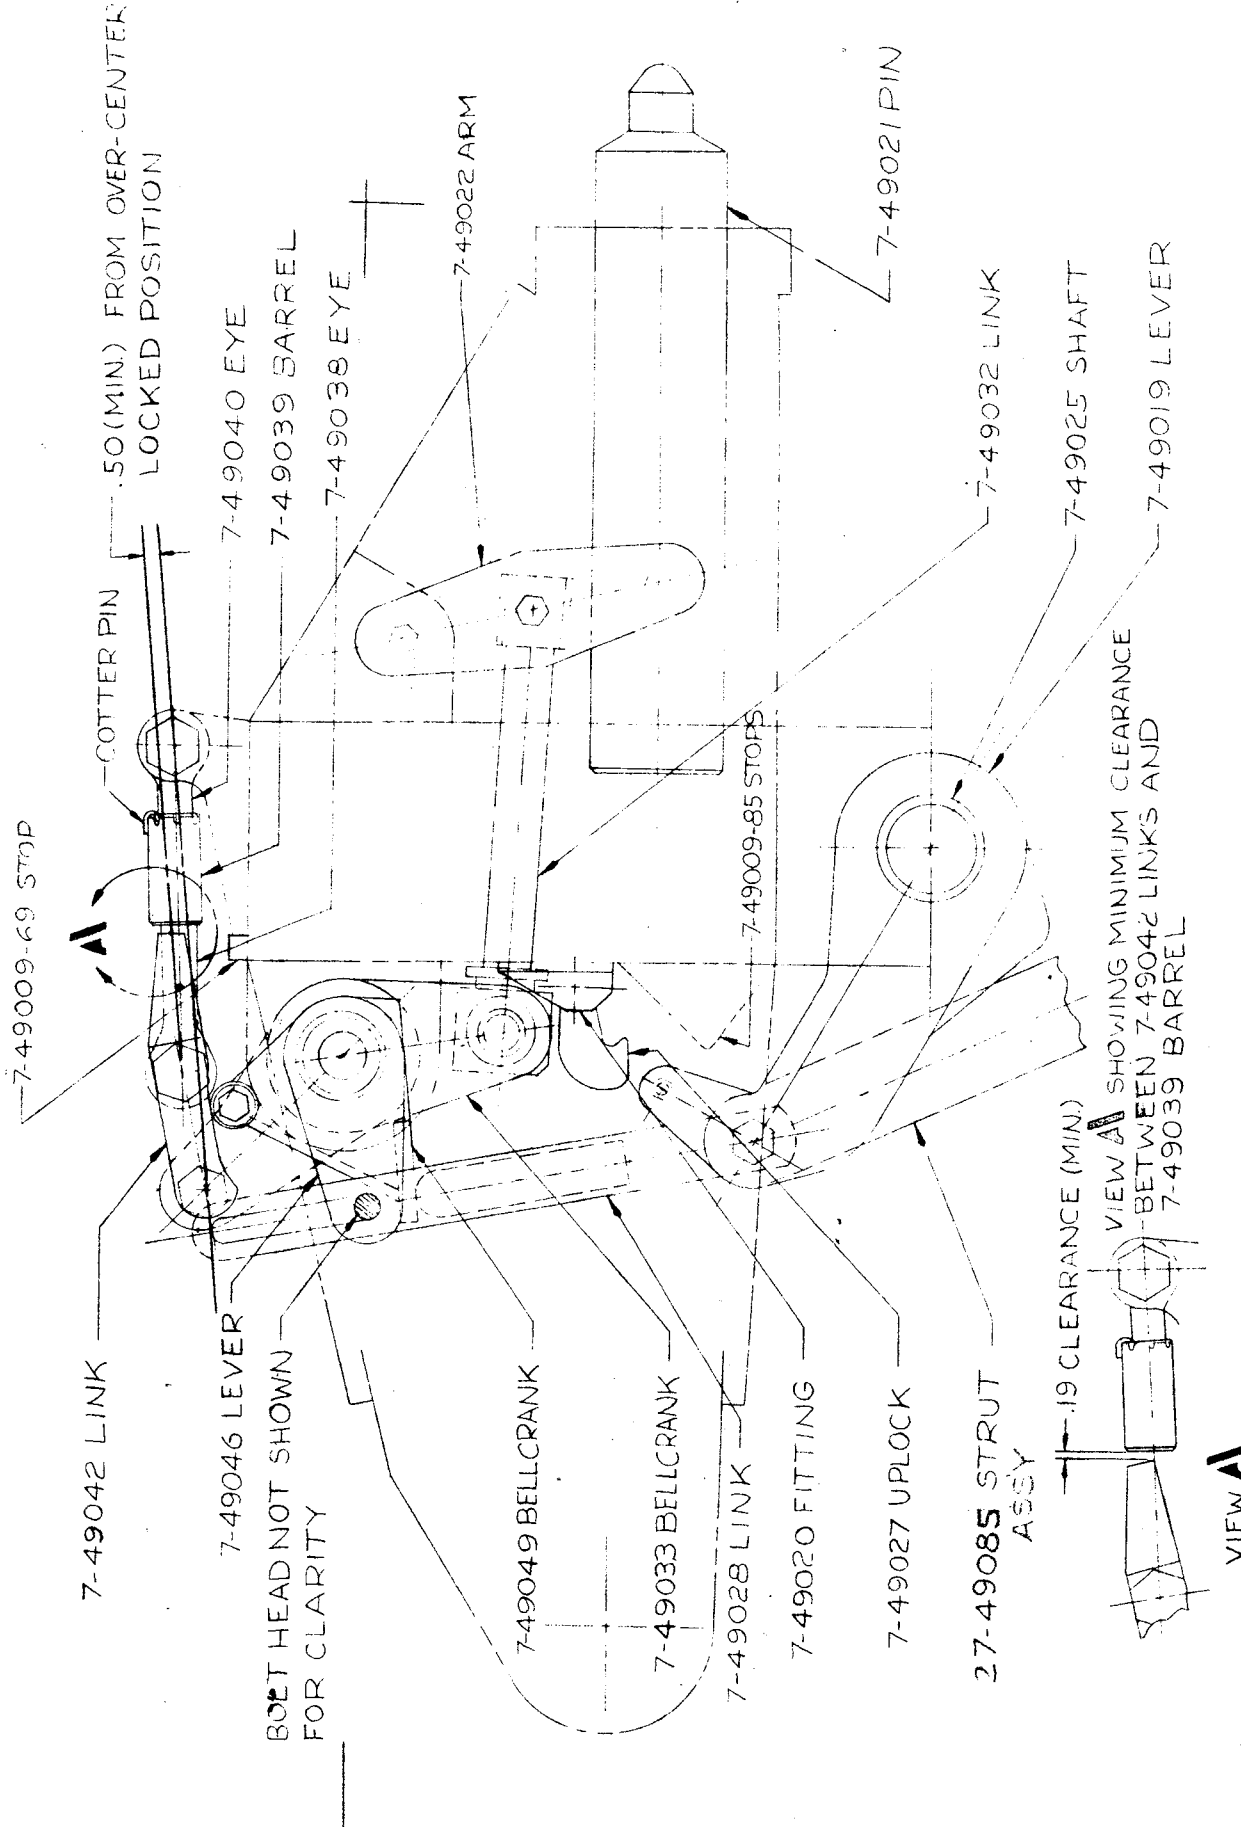 7-49009-69 STOP
A
COTTER PIN
.50 (MIN.) FROM OVER-CENTER
LOCKED POSITION
7-49040 EYE
7-49039 BARREL
7-49038 EYE
7-49022 ARM
7-49021 PIN
7-49032 LINK
7-49025 SHAFT
7-49019 LEVER
7-49009-85 STOPS
7-49042 LINK
7-49046 LEVER
BOLT HEAD NOT SHOWN
FOR CLARITY
7-49049 BELLCRANK
7-49033 BELLCRANK
7-49028 LINK
7-49020 FITTING
7-49027 UPLOCK
27-49085 STRUT
ASSY
S
S
.19 CLEARANCE (MIN.)
VIEW A SHOWING MINIMUM CLEARANCE
BETWEEN 7-49042 LINKS AND
7-49039 BARREL
VIEW A